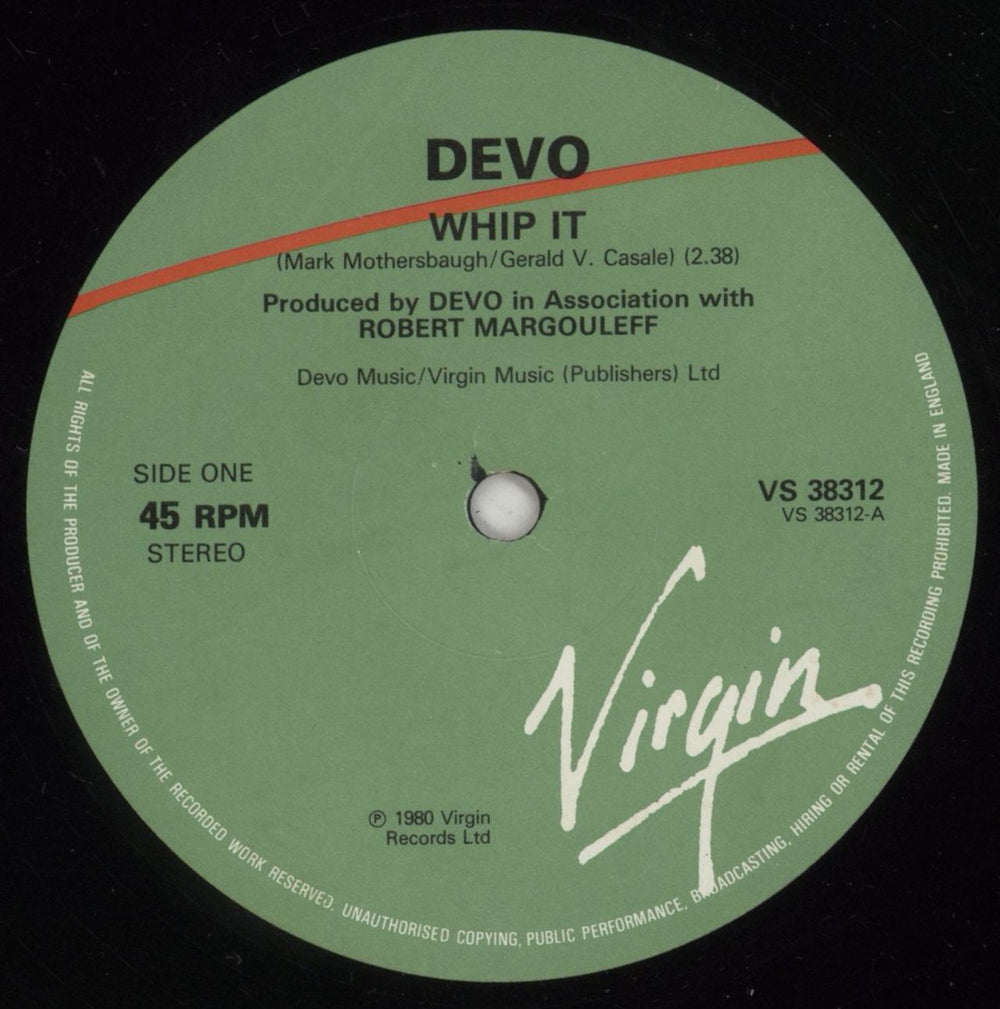 DEVO
WHIP IT
(Mark Mothersbaugh/Gerald V. Casale) (2.38)
Produced by DEVO in Association with
ROBERT MARGOULEFF
Devo Music/Virgin Music (Publishers) Ltd
SIDE ONE
45 RPM
STEREO
VS 38312
VS 38312-A
Virgin
℗ 1980 Virgin
Records Ltd
ALL RIGHTS OF THE PRODUCER AND OF THE OWNER OF THE RECORDED WORK RESERVED. UNAUTHORISED COPYING, PUBLIC PERFORMANCE, BROADCASTING, HIRING OR RENTAL OF THIS RECORDING PROHIBITED. MADE IN ENGLAND